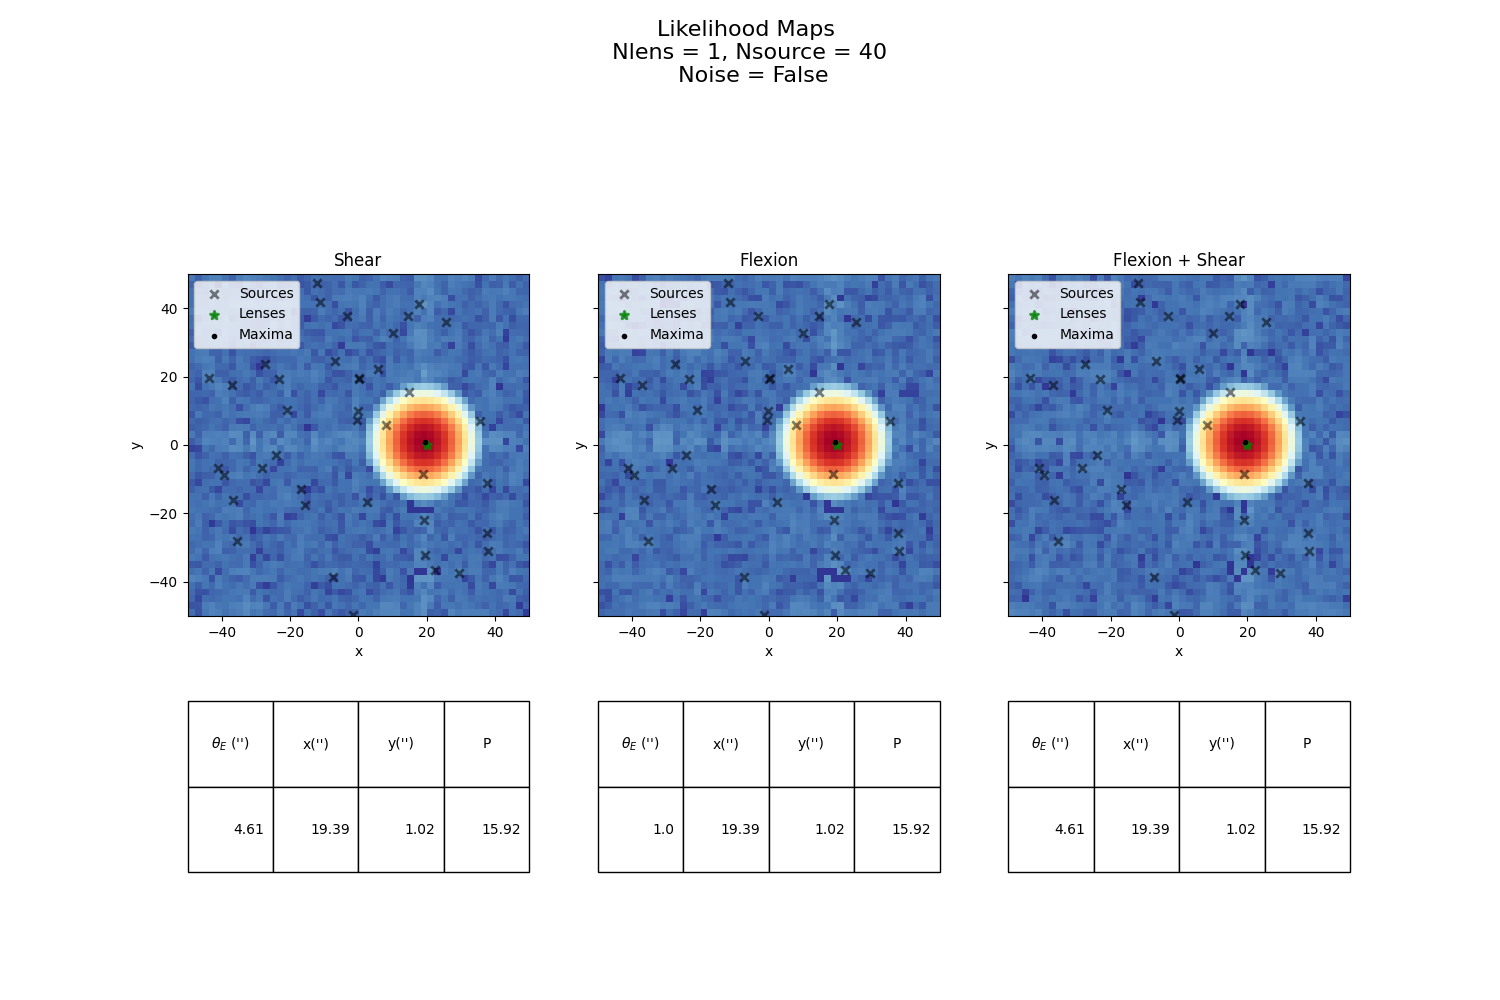 Likelihood Maps
Nlens = 1, Nsource = 40
Noise = False
Shear
Flexion
Flexion + Shear
Sources
Lenses
Maxima
Sources
Lenses
Maxima
Sources
Lenses
Maxima
40
20
0
−20
−40
y
y
y
−40 −20 0 20 40
−40 −20 0 20 40
−40 −20 0 20 40
x
x
x
θE ('') x('') y('') P
4.61 19.39 1.02 15.92
θE ('') x('') y('') P
1.0 19.39 1.02 15.92
θE ('') x('') y('') P
4.61 19.39 1.02 15.92